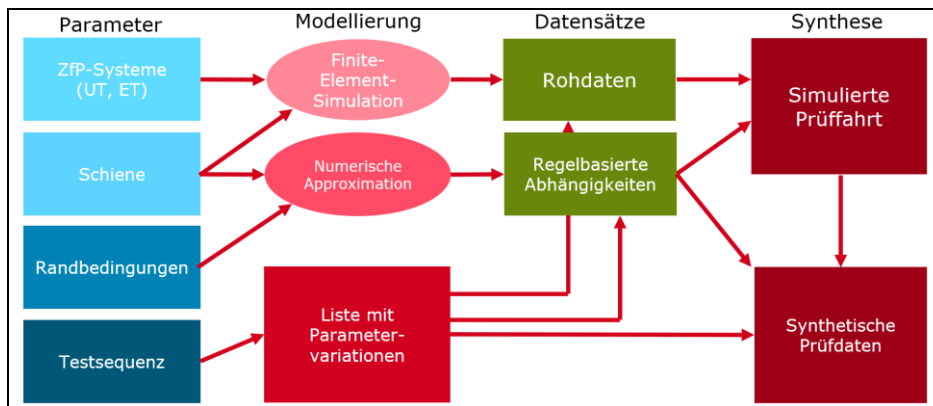 Parameter
Modellierung
Datensätze
Synthese
ZfP-Systeme
(UT, ET)
Finite-
Element-
Simulation
Rohdaten
Simulierte
Prüffahrt
Schiene
Numerische
Approximation
Regelbasierte
Abhängigkeiten
Randbedingungen
Liste mit
Parameter-
variationen
Synthetische
Prüfdaten
Testsequenz